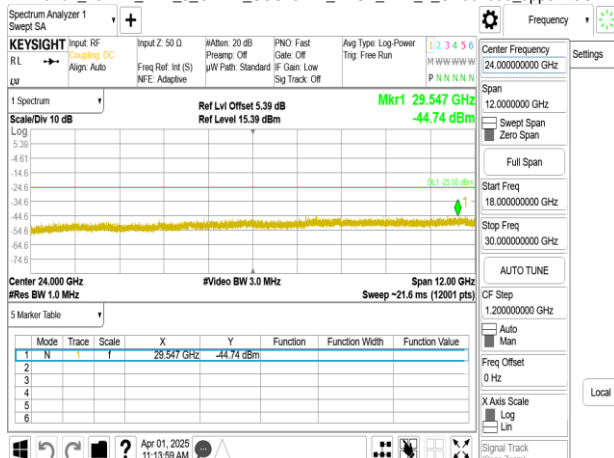 Spectrum Analyzer 1
Swept SA
Frequency
KEYSIGHT
RL
Input: RF
Coupling: DC
Align: Auto
Input Z: 50 Ω
Freq Ref: Int (S)
NFE: Adaptive
#Atten: 20 dB
Preamp: Off
µW Path: Standard
PNO: Fast
Gate: Off
IF Gain: Low
Sig Track: Off
Avg Type: Log-Power
Trig: Free Run
1 2 3 4 5 6
M W W W W W
P N N N N N
Center Frequency
24.000000000 GHz
Settings
Span
12.0000000 GHz
Swept Span
Zero Span
Full Span
Start Freq
18.000000000 GHz
Stop Freq
30.000000000 GHz
AUTO TUNE
CF Step
1.200000000 GHz
Auto
Man
Freq Offset
0 Hz
X Axis Scale
Log
Lin
Signal Track
Local
1 Spectrum
Scale/Div 10 dB
Ref Lvl Offset 5.39 dB
Ref Level 15.39 dBm
Mkr1 29.547 GHz
-44.74 dBm
Log
5.39
-4.61
-14.6
-24.6
-34.6
-44.6
-54.6
-64.6
-74.6
DL1 -25.00 dBm
1
Center 24.000 GHz
#Video BW 3.0 MHz
Span 12.00 GHz
#Res BW 1.0 MHz
Sweep ~21.6 ms (12001 pts)
5 Marker Table
Mode Trace Scale X Y Function Function Width Function Value
1 N 1 f 29.547 GHz -44.74 dBm
2
3
4
5
6
?
Apr 01, 2025
11:13:59 AM